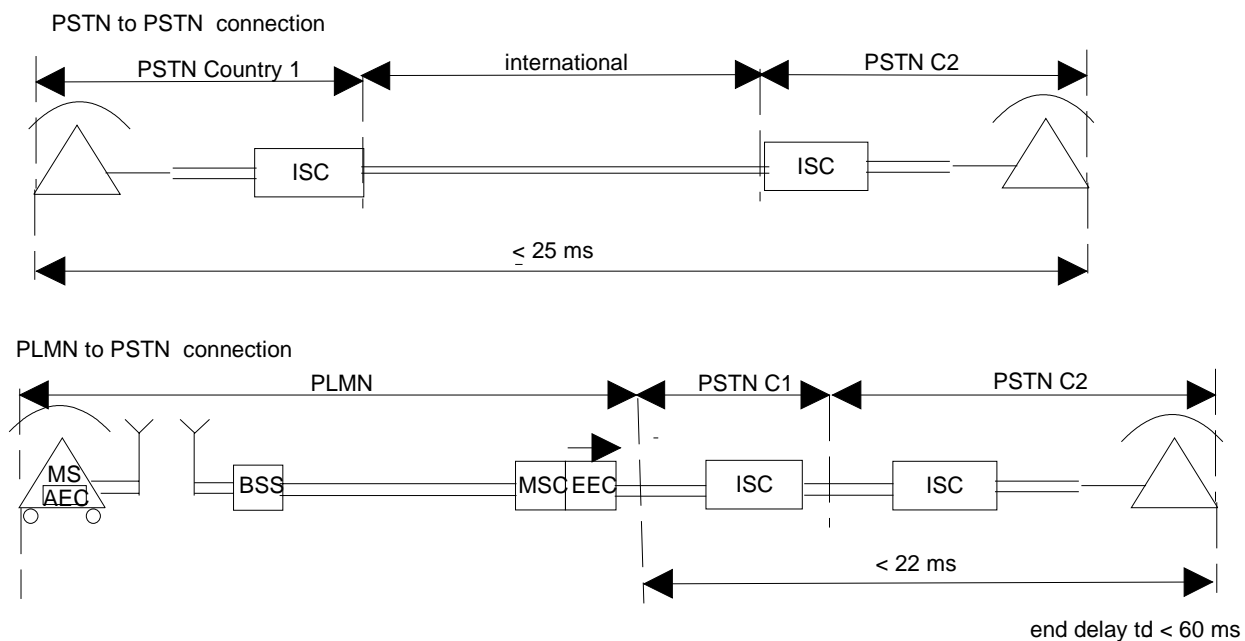 PSTN to PSTN connection
PSTN Country 1
international
PSTN C2
ISC
ISC
≤ 25 ms
PLMN to PSTN connection
PLMN
PSTN C1
PSTN C2
MS
AEC
BSS
MSC
EEC
ISC
ISC
< 22 ms
end delay td < 60 ms